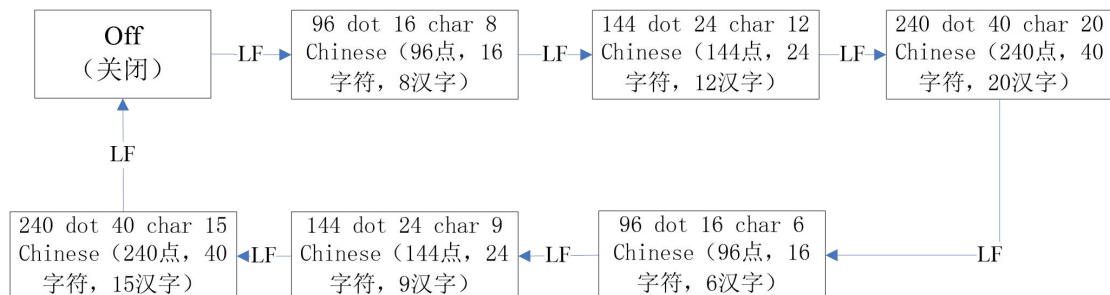 Off
（关闭）
LF
96 dot 16 char 8
Chinese（96点，16
字符，8汉字）
LF
144 dot 24 char 12
Chinese（144点，24
字符，12汉字）
LF
240 dot 40 char 20
Chinese（240点，40
字符，20汉字）
LF
96 dot 16 char 6
Chinese（96点，16
字符，6汉字）
LF
144 dot 24 char 9
Chinese（144点，24
字符，9汉字）
LF
240 dot 40 char 15
Chinese（240点，40
字符，15汉字）
LF